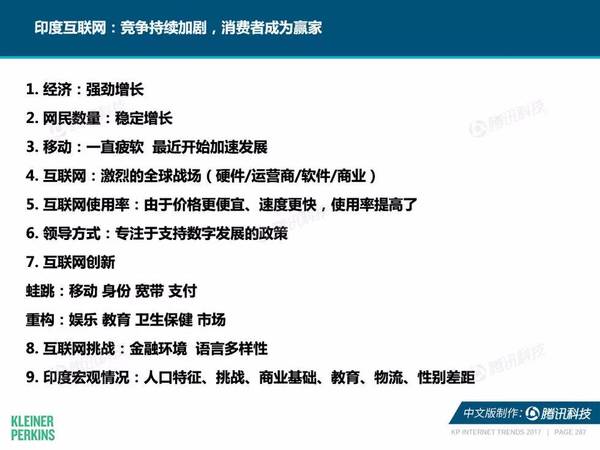 印度互联网：竞争持续加剧，消费者成为赢家
1. 经济：强劲增长
2. 网民数量：稳定增长
3. 移动：一直疲软 最近开始加速发展
4. 互联网：激烈的全球战场（硬件/运营商/软件/商业）
5. 互联网使用率：由于价格更便宜、速度更快，使用率提高了
6. 领导方式：专注于支持数字发展的政策
7. 互联网创新
蛙跳：移动 身份 宽带 支付
重构：娱乐 教育 卫生保健 市场
8. 互联网挑战：金融环境 语言多样性
9. 印度宏观情况：人口特征、挑战、商业基础、教育、物流、性别差距
KLEINER
PERKINS
中文版制作：腾讯科技
KP INTERNET TRENDS 2017 | PAGE 287
腾讯科技
腾讯科技
腾讯科技